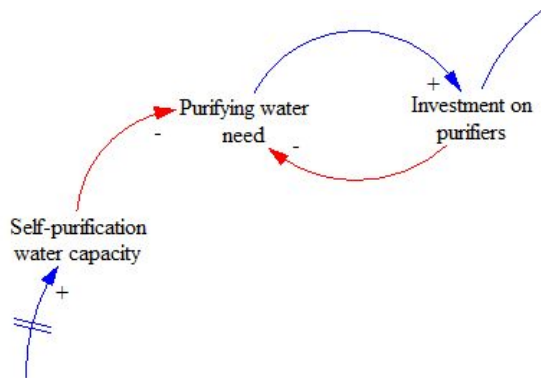 +
Purifying water
need
Investment on
purifiers
-
-
Self-purification
water capacity
+